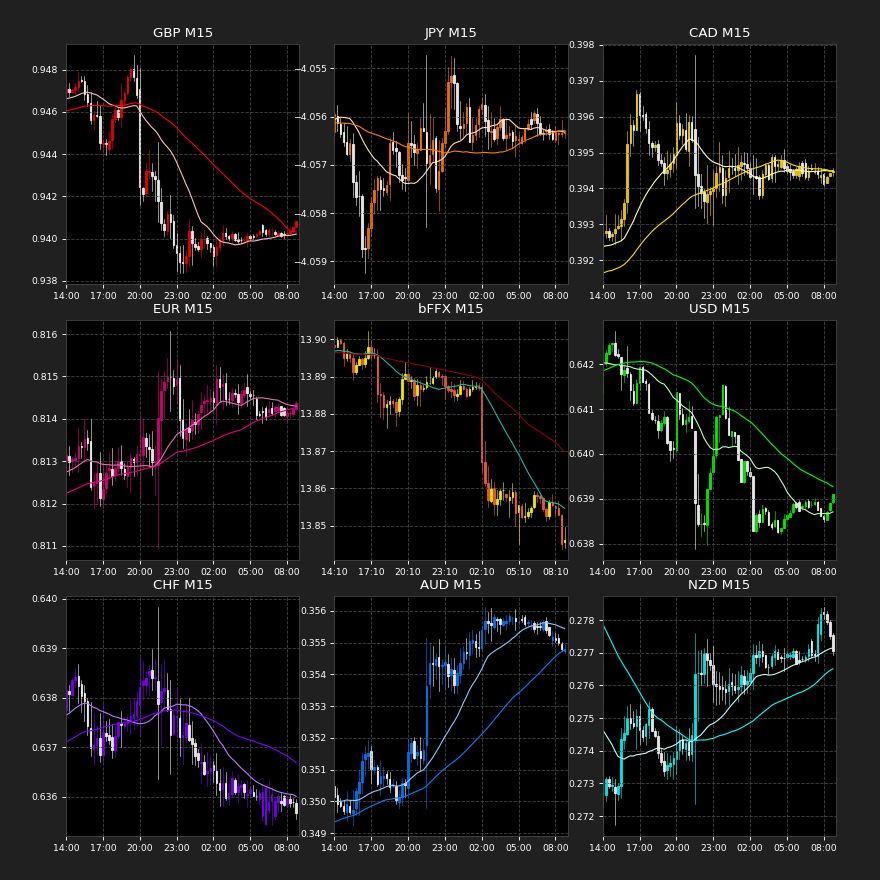 GBP M15 JPY M15 CAD M15
0.948 0.946 0.944 0.942 0.940 0.938
−4.055 −4.056 −4.057 −4.058 −4.059
0.398 0.397 0.396 0.395 0.394 0.393 0.392
14:00 17:00 20:00 23:00 02:00 05:00 08:00
14:00 17:00 20:00 23:00 02:00 05:00 08:00
14:00 17:00 20:00 23:00 02:00 05:00 08:00
EUR M15 bFFX M15 USD M15
0.816 0.815 0.814 0.813 0.812 0.811
13.90 13.89 13.88 13.87 13.86 13.85
0.642 0.641 0.640 0.639 0.638
14:00 17:00 20:00 23:00 02:00 05:00 08:00
14:10 17:10 20:10 23:10 02:10 05:10 08:10
14:00 17:00 20:00 23:00 02:00 05:00 08:00
CHF M15 AUD M15 NZD M15
0.640 0.639 0.638 0.637 0.636
0.356 0.355 0.354 0.353 0.352 0.351 0.350 0.349
0.278 0.277 0.276 0.275 0.274 0.273 0.272
14:00 17:00 20:00 23:00 02:00 05:00 08:00
14:00 17:00 20:00 23:00 02:00 05:00 08:00
14:00 17:00 20:00 23:00 02:00 05:00 08:00